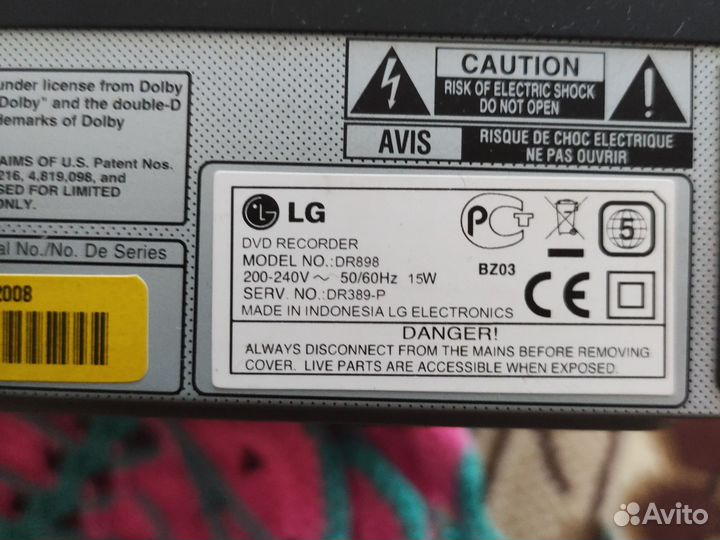 under license from Dolby
Dolby" and the double-D
demarks of Dolby
AIMS OF U.S. Patent Nos.
216, 4,819,098, and
SED FOR LIMITED
ONLY.
al No./No. De Series
2008
CAUTION
RISK OF ELECTRIC SHOCK
DO NOT OPEN
AVIS
RISQUE DE CHOC ELECTRIQUE
NE PAS OUVRIR
LG
DVD RECORDER
MODEL NO.:DR898
200-240V ~ 50/60Hz 15W
SERV. NO.:DR389-P
MADE IN INDONESIA LG ELECTRONICS
PCT
BZ03
5
CE
DANGER!
ALWAYS DISCONNECT FROM THE MAINS BEFORE REMOVING
COVER. LIVE PARTS ARE ACCESSIBLE WHEN EXPOSED.
Avito